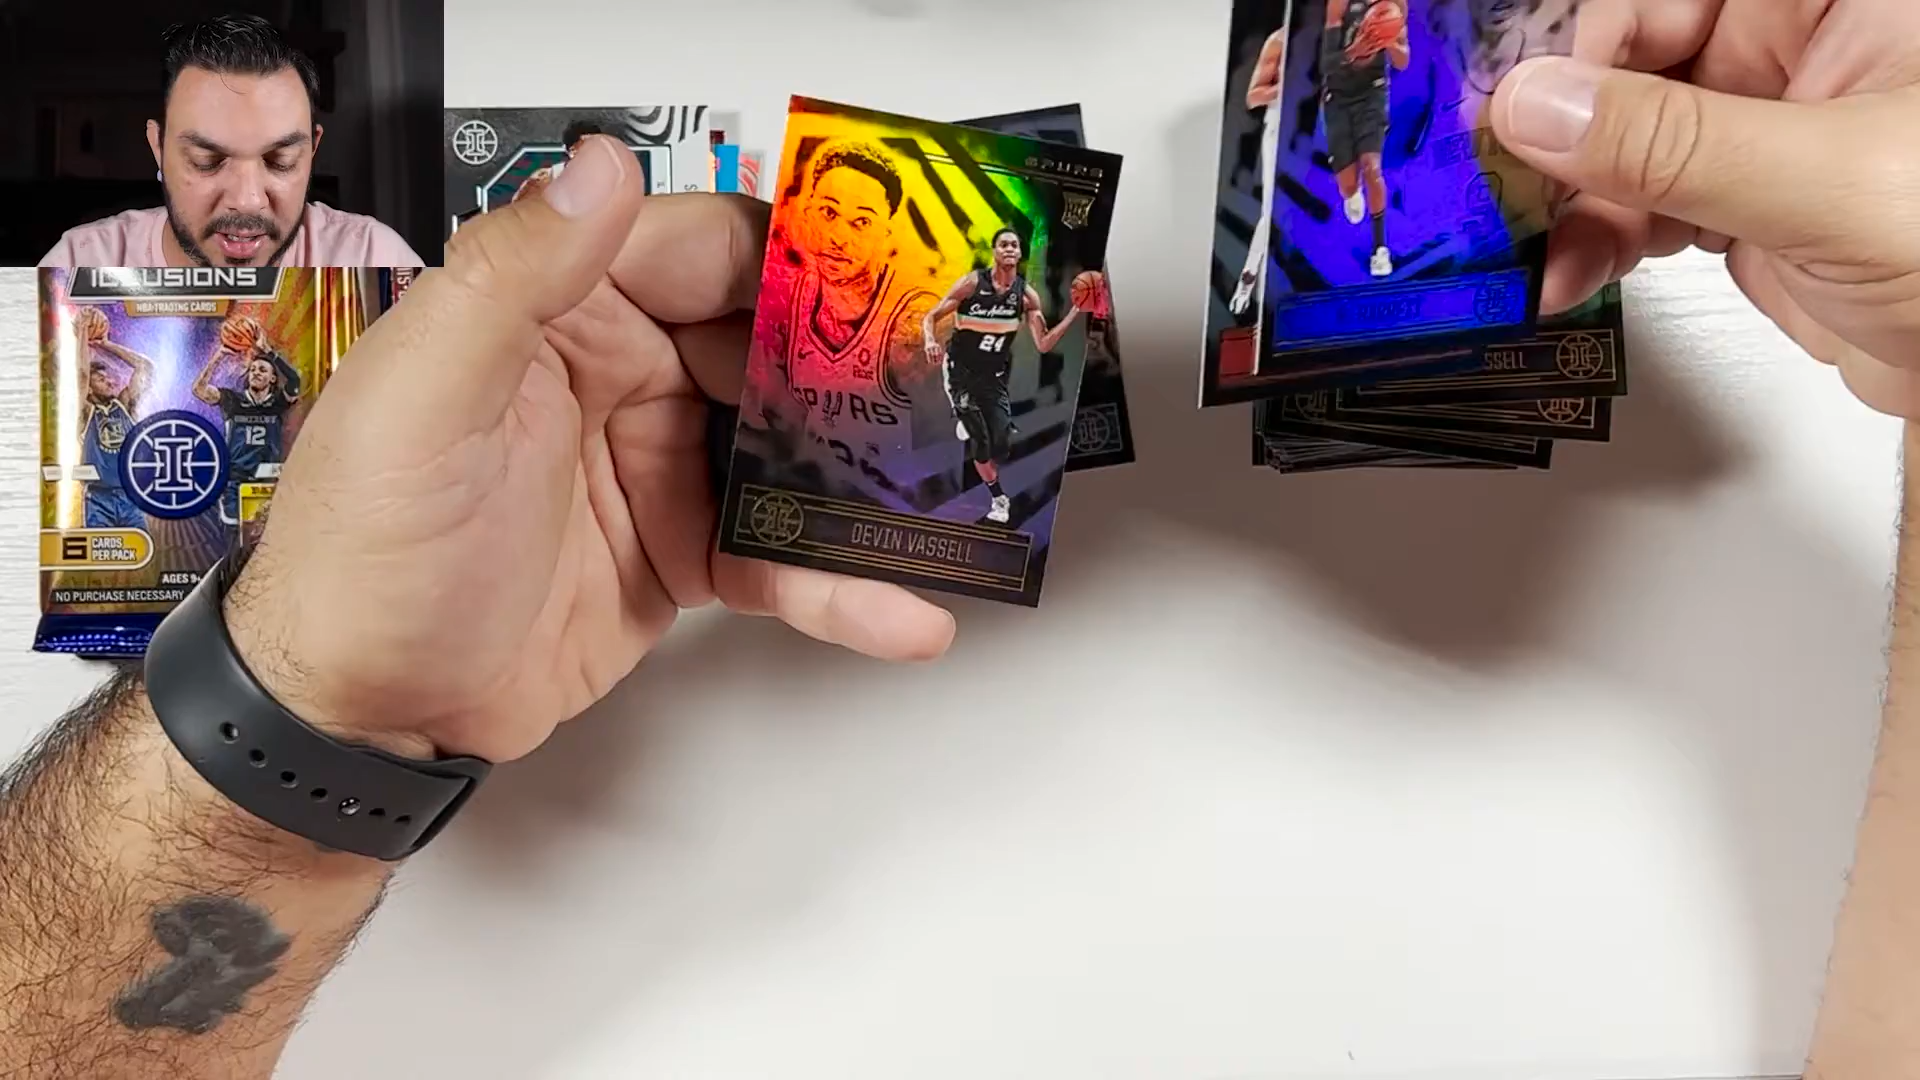 ILLUSIONS
NBA TRADING CARDS
12
6 CARDS
PER PACK
AGES 9+
NO PURCHASE NECESSARY
SPURS
RC
San Antonio
24
SPURS
DEVIN VASSELL
SSELL